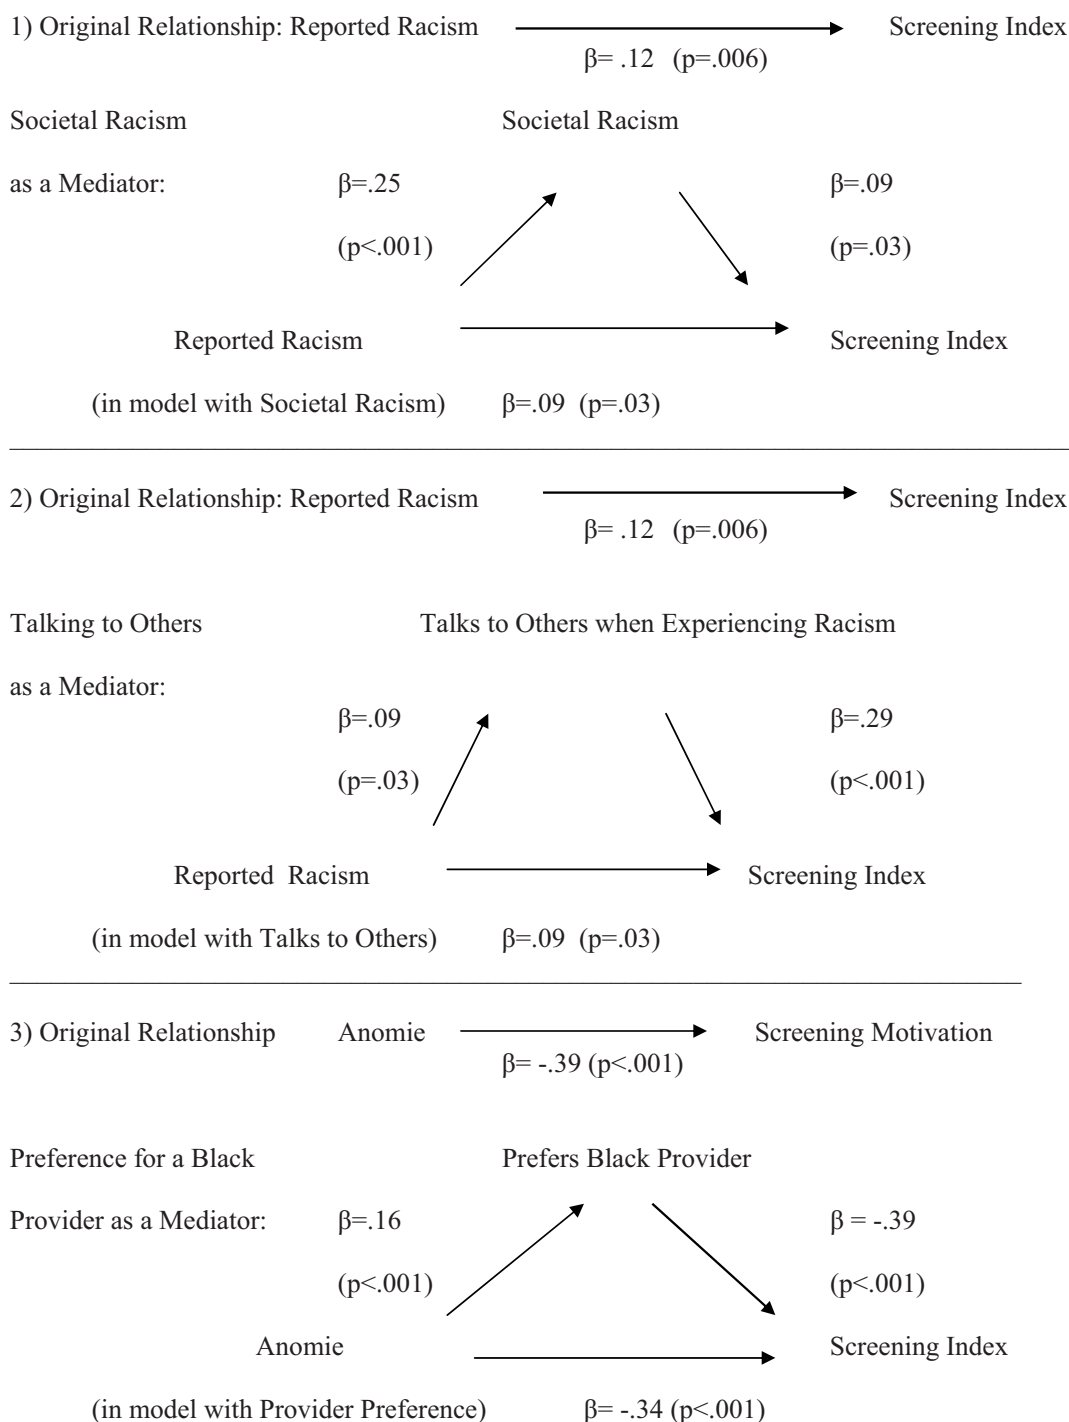 1) Original Relationship: Reported Racism Screening Index
β= .12 (p=.006)
Societal Racism Societal Racism
as a Mediator: β=.25 β=.09
(p<.001) (p=.03)
Reported Racism Screening Index
(in model with Societal Racism) β=.09 (p=.03)
2) Original Relationship: Reported Racism Screening Index
β= .12 (p=.006)
Talking to Others Talks to Others when Experiencing Racism
as a Mediator:
β=.09 β=.29
(p=.03) (p<.001)
Reported Racism Screening Index
(in model with Talks to Others) β=.09 (p=.03)
3) Original Relationship Anomie Screening Motivation
β= -.39 (p<.001)
Preference for a Black Prefers Black Provider
Provider as a Mediator: β=.16 β = -.39
(p<.001) (p<.001)
Anomie Screening Index
(in model with Provider Preference) β= -.34 (p<.001)